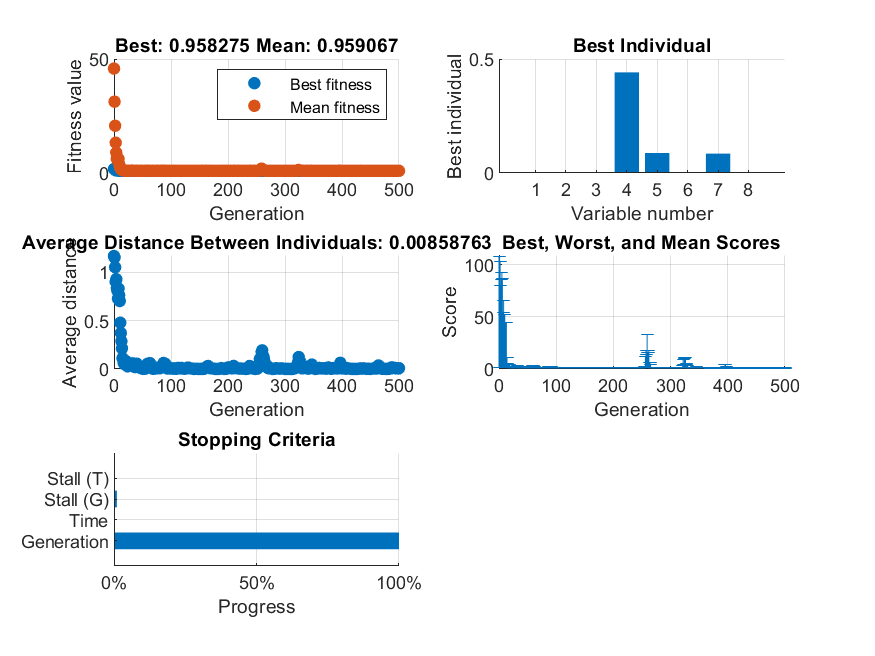 Best: 0.958275 Mean: 0.959067
Fitness value
50
0
Best fitness
Mean fitness
0 100 200 300 400 500
Generation
Best Individual
Best individual
0.5
0
1 2 3 4 5 6 7 8
Variable number
Average Distance Between Individuals: 0.00858763
Average distance
1
0.5
0
0 100 200 300 400 500
Generation
Best, Worst, and Mean Scores
Score
100
50
0
0 100 200 300 400 500
Generation
Stopping Criteria
Stall (T)
Stall (G)
Time
Generation
0% 50% 100%
Progress